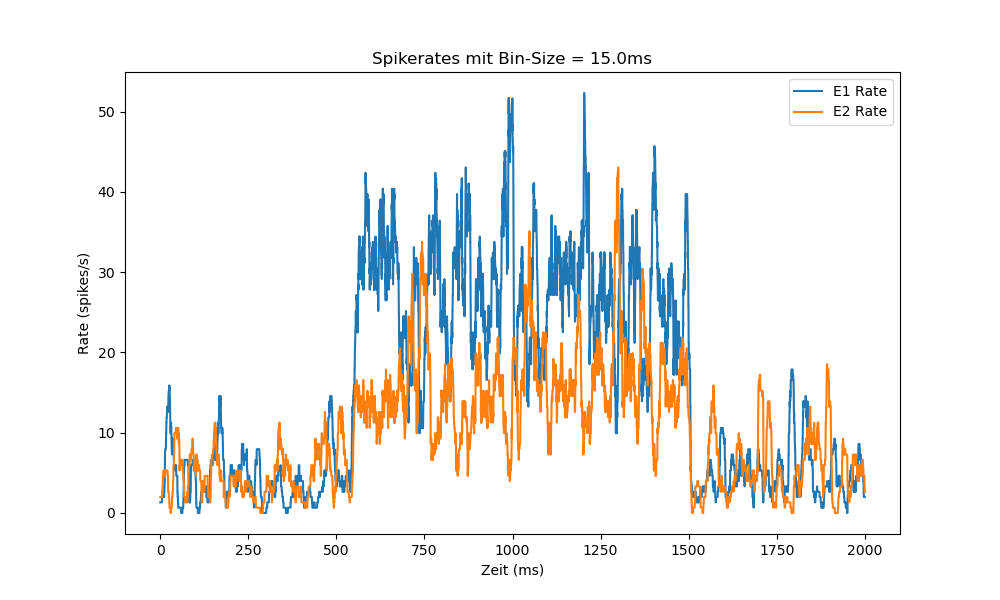 Spikerates mit Bin-Size = 15.0ms
E1 Rate
E2 Rate
50
40
30
20
10
0
Rate (spikes/s)
0 250 500 750 1000 1250 1500 1750 2000
Zeit (ms)